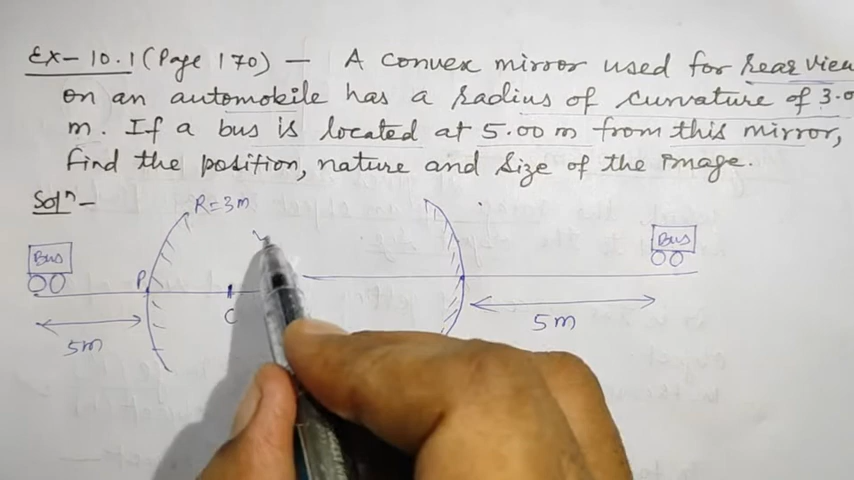 Ex-10.1 (Page 170) — A convex mirror used for rear view
on an automobile has a radius of curvature of 3.0
m. If a bus is located at 5.00 m from this mirror,
find the position, nature and size of the image.
Solⁿ-
R=3m
Bus
Bus
P
C
5m
5m